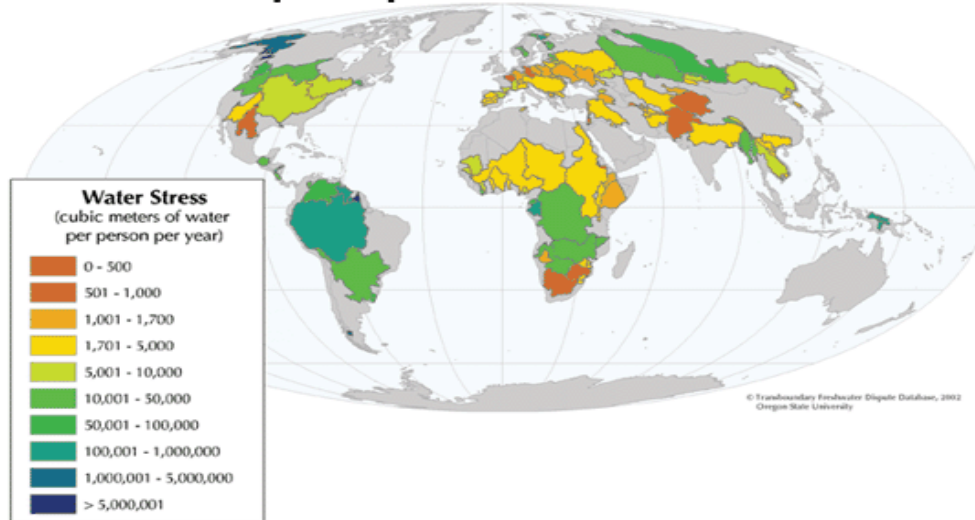 Water Stress
(cubic meters of water
per person per year)
0 - 500
501 - 1,000
1,001 - 1,700
1,701 - 5,000
5,001 - 10,000
10,001 - 50,000
50,001 - 100,000
100,001 - 1,000,000
1,000,001 - 5,000,000
> 5,000,001
© Transboundary Freshwater Dispute Database, 2002
Oregon State University